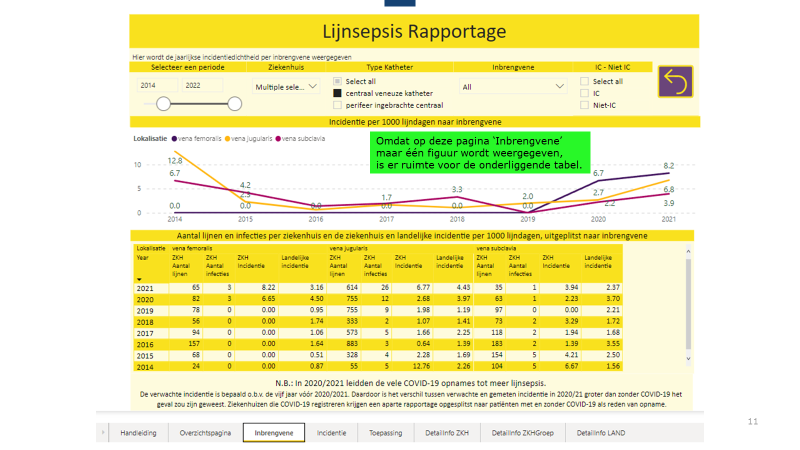 Lijnsepsis Rapportage
Hier wordt de jaarlijkse incidentiedichtheid per inbrengvene weergegeven
Selecteer een periode Ziekenhuis Type Katheter Inbrengvene IC - Niet IC
2014 2022 Multiple sele... Select all All Select all
centraal veneuze katheter IC
perifeer ingebrachte centraal Niet-IC
Incidentie per 1000 lijndagen naar inbrengvene
Lokalisatie vena femoralis vena jugularis vena subclavia
Omdat op deze pagina ‘Inbrengvene’
maar één figuur wordt weergegeven,
is er ruimte voor de onderliggende tabel.
10
5
0
12.8
6.7
0.0
4.2
2.3
0.0
0.0
1.7
0.0
3.3
0.0
2.0
0.0
6.7
2.7
2.2
8.2
6.8
3.9
2014 2015 2016 2017 2018 2019 2020 2021
Aantal lijnen en infecties per ziekenhuis en de ziekenhuis en landelijke incidentie per 1000 lijndagen, uitgeplitst naar inbrengvene
Lokalisatie vena femoralis vena jugularis vena subclavia
Year ZKH ZKH ZKH Landelijke ZKH ZKH ZKH Landelijke ZKH ZKH ZKH Landelijke
Aantal Aantal Incidentie incidentie Aantal Aantal Incidentie incidentie Aantal Aantal Incidentie incidentie
lijnen infecties lijnen infecties lijnen infecties
2021 65 3 8.22 3.16 614 26 6.77 4.43 35 1 3.94 2.37
2020 82 3 6.65 4.50 755 12 2.68 3.97 63 1 2.23 3.70
2019 78 0 0.00 0.95 755 9 1.98 1.19 97 0 0.00 2.21
2018 56 0 0.00 1.74 333 2 1.07 1.41 73 2 3.29 1.72
2017 94 0 0.00 1.06 573 5 1.66 2.25 118 2 1.94 1.68
2016 157 0 0.00 1.64 883 3 0.64 1.39 183 2 1.39 3.55
2015 68 0 0.00 0.51 328 4 2.28 1.69 154 5 4.21 2.50
2014 24 0 0.00 0.87 55 5 12.76 2.26 104 5 6.67 1.56
N.B.: In 2020/2021 leidden de vele COVID-19 opnames tot meer lijnsepsis.
De verwachte incidentie is bepaald o.b.v. de vijf jaar vóór 2020/2021. Daardoor is het verschil tussen verwachte en gemeten incidentie in 2020/21 groter dan zonder COVID-19 het
geval zou zijn geweest. Ziekenhuizen die COVID-19 registreren krijgen een aparte rapportage opgesplitst naar patiënten met en zonder COVID-19 als reden van opname.
11
Handleiding Overzichtspagina Inbrengvene Incidentie Toepassing DetailInfo ZKH DetailInfo ZKHGroep DetailInfo LAND